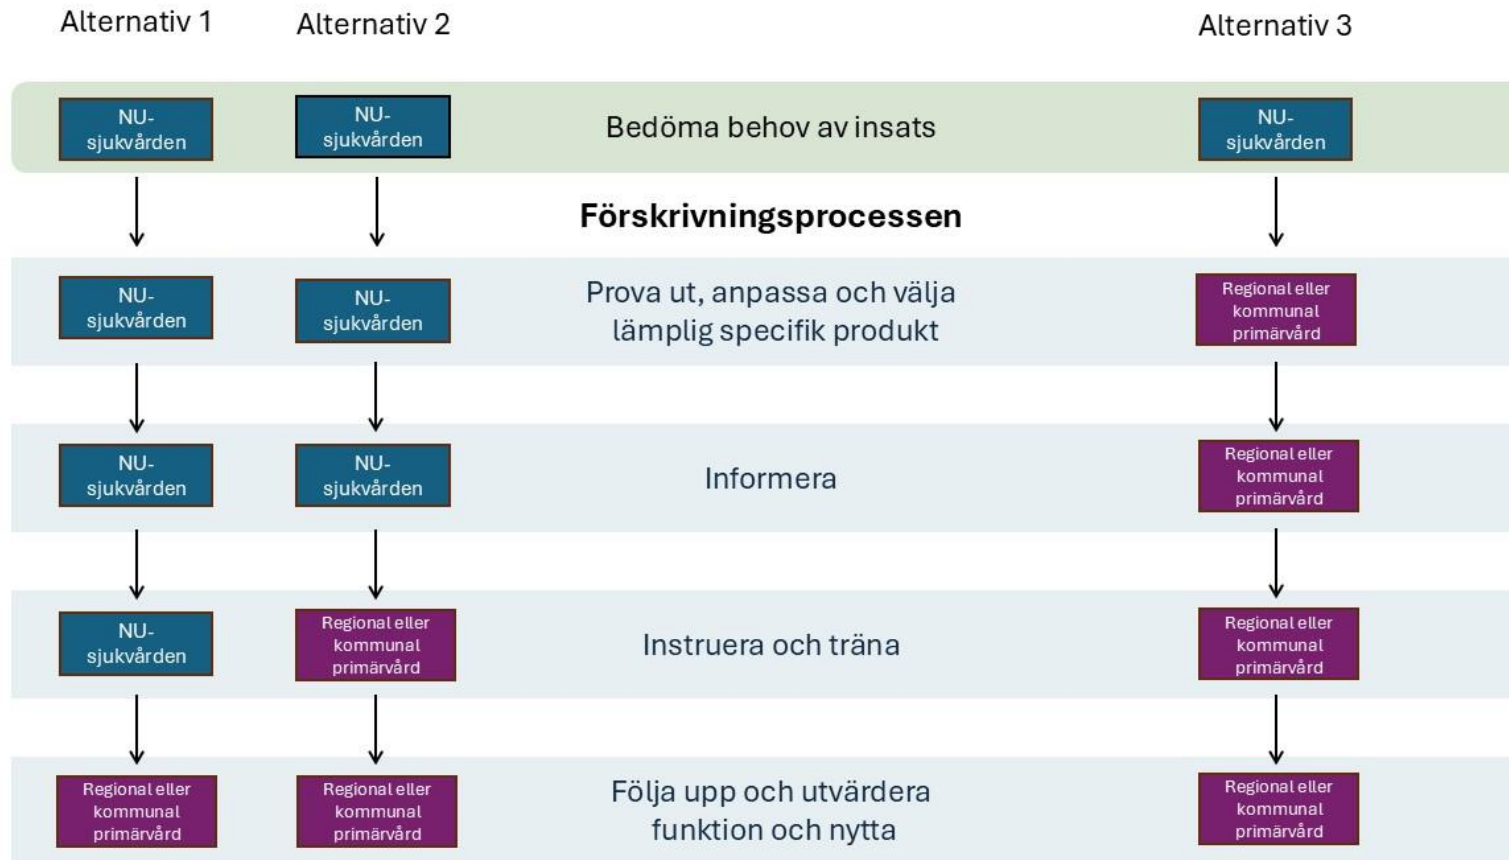 Alternativ 1
Alternativ 2
Alternativ 3
NU-
sjukvården
NU-
sjukvården
Bedöma behov av insats
NU-
sjukvården
Förskrivningsprocessen
NU-
sjukvården
NU-
sjukvården
Prova ut, anpassa och välja
lämplig specifik produkt
Regional eller
kommunal
primärvård
NU-
sjukvården
NU-
sjukvården
Informera
Regional eller
kommunal
primärvård
NU-
sjukvården
Regional eller
kommunal
primärvård
Instruera och träna
Regional eller
kommunal
primärvård
Regional eller
kommunal
primärvård
Regional eller
kommunal
primärvård
Följa upp och utvärdera
funktion och nytta
Regional eller
kommunal
primärvård